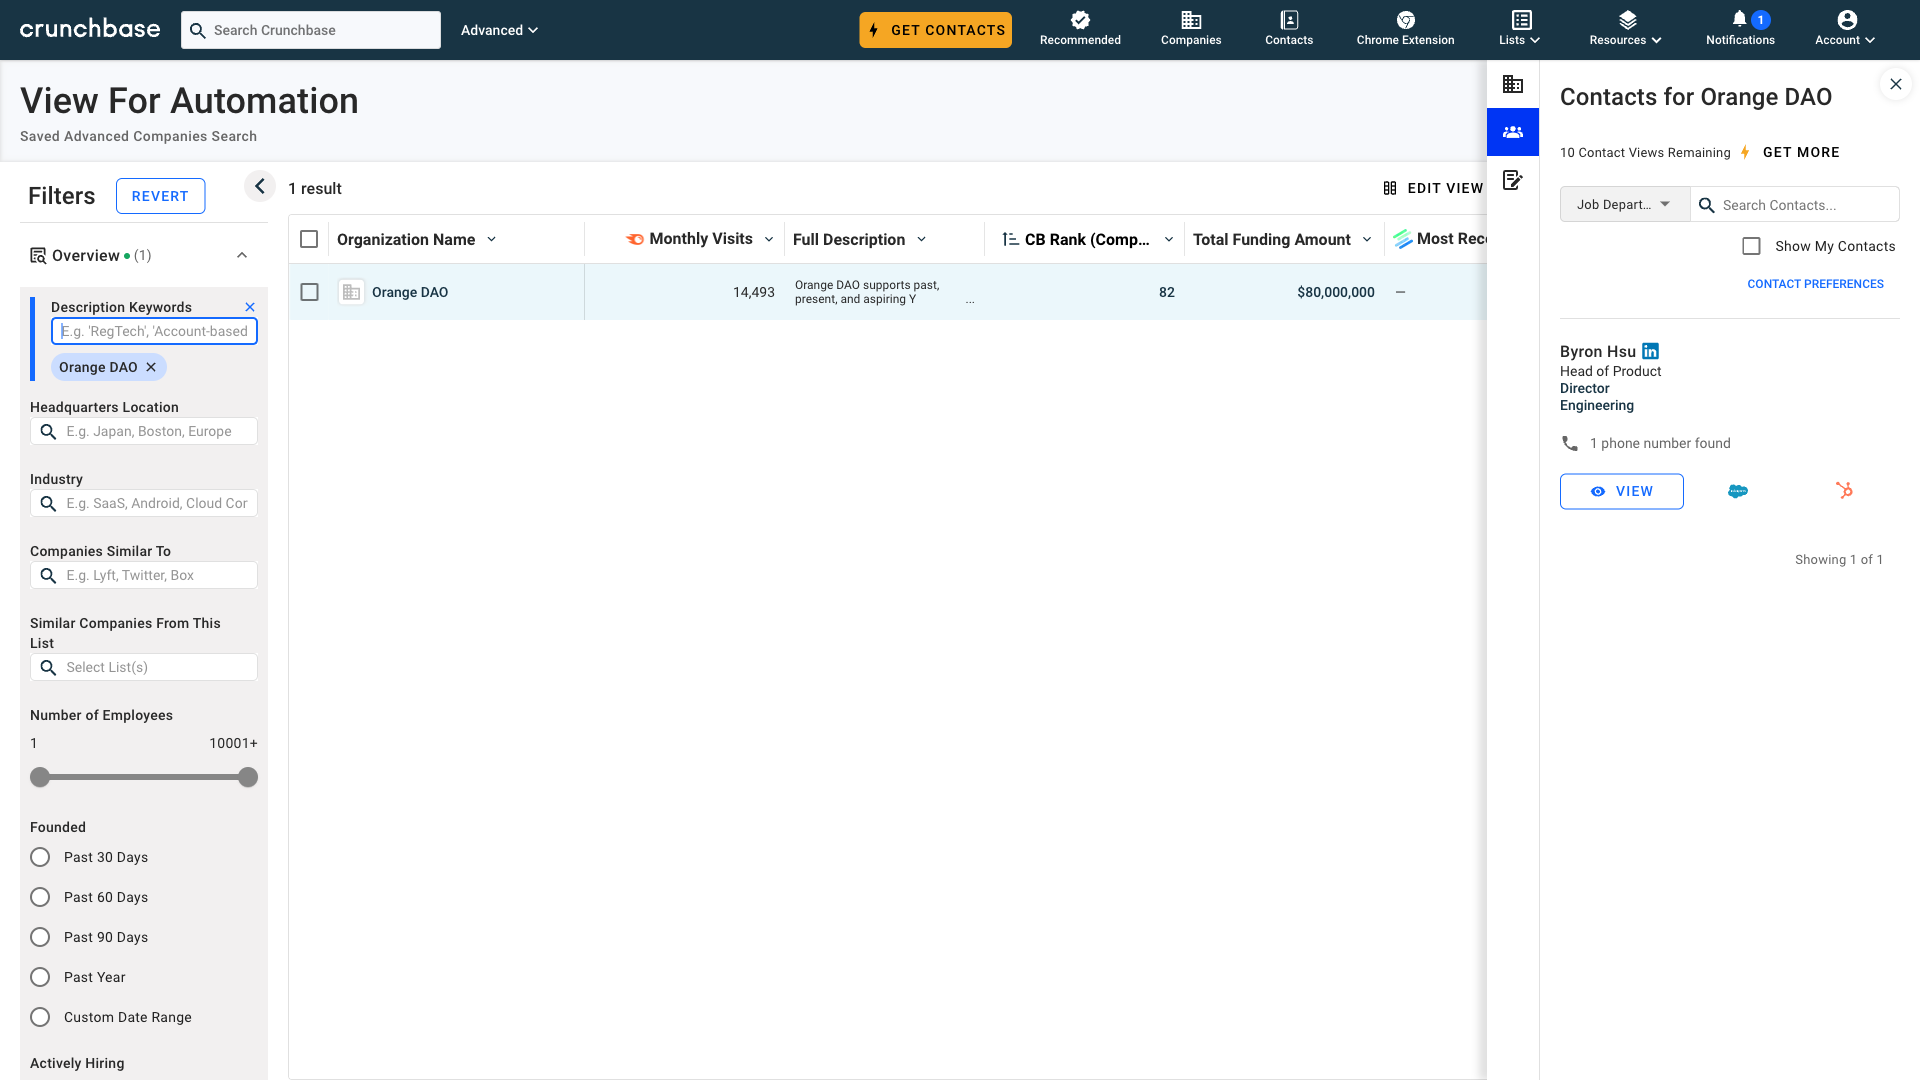 crunchbase
Search Crunchbase
Advanced
GET CONTACTS
Recommended
Companies
Contacts
Chrome Extension
Lists
Resources
1
Notifications
Account
View For Automation
Saved Advanced Companies Search
Filters
REVERT
1 result
EDIT VIEW
Overview (1)
Description Keywords
E.g. 'RegTech', 'Account-based
Orange DAO
Headquarters Location
E.g. Japan, Boston, Europe
Industry
E.g. SaaS, Android, Cloud Cor
Companies Similar To
E.g. Lyft, Twitter, Box
Similar Companies From This
List
Select List(s)
Number of Employees
1
10001+
Founded
Past 30 Days
Past 60 Days
Past 90 Days
Past Year
Custom Date Range
Actively Hiring
Organization Name
Monthly Visits
Full Description
CB Rank (Comp...
Total Funding Amount
Most Rec
Orange DAO
14,493
Orange DAO supports past,
present, and aspiring Y ...
82
$80,000,000
—
Contacts for Orange DAO
10 Contact Views Remaining
GET MORE
Job Depart...
Search Contacts...
Show My Contacts
CONTACT PREFERENCES
Byron Hsu in
Head of Product
Director
Engineering
1 phone number found
VIEW
Showing 1 of 1